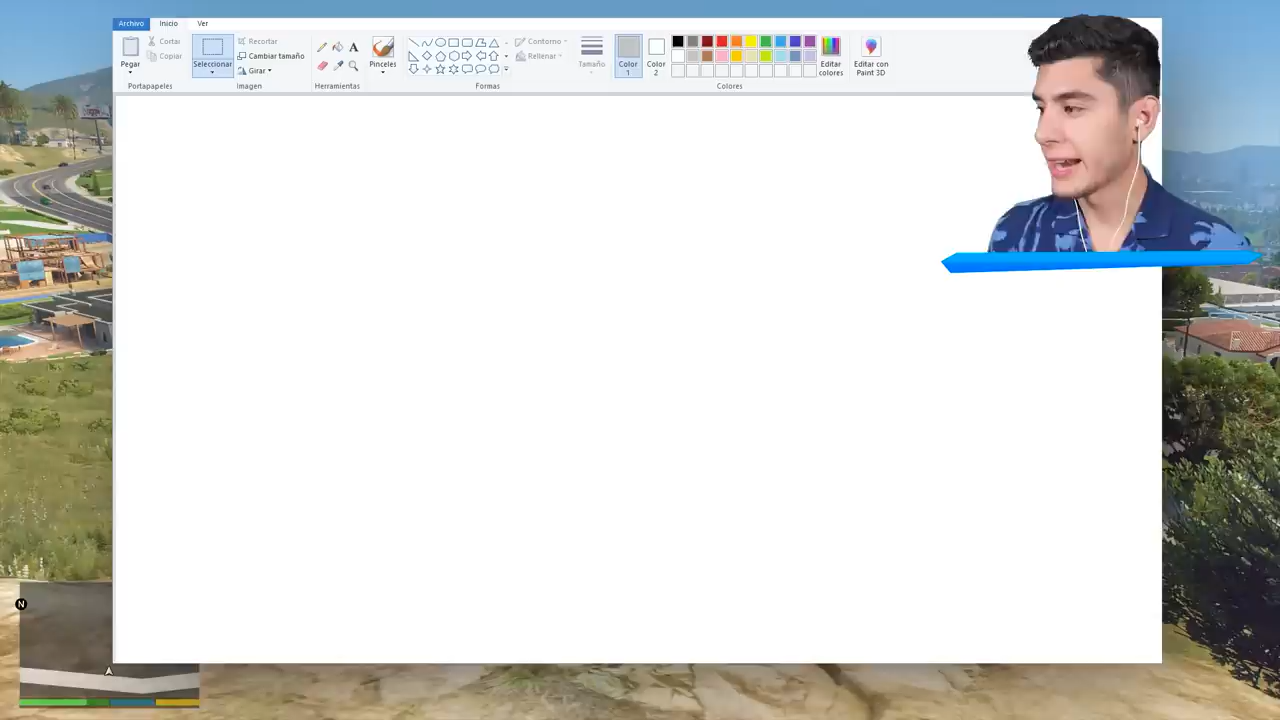 Archivo Inicio Ver
Pegar
Cortar
Copiar
Portapapeles
Seleccionar
Recortar
Cambiar tamaño
Girar
Imagen
A
Herramientas
Pinceles
Contorno
Rellenar
Formas
Tamaño
Color
1
Color
2
Editar
colores
Colores
Editar con
Paint 3D
N